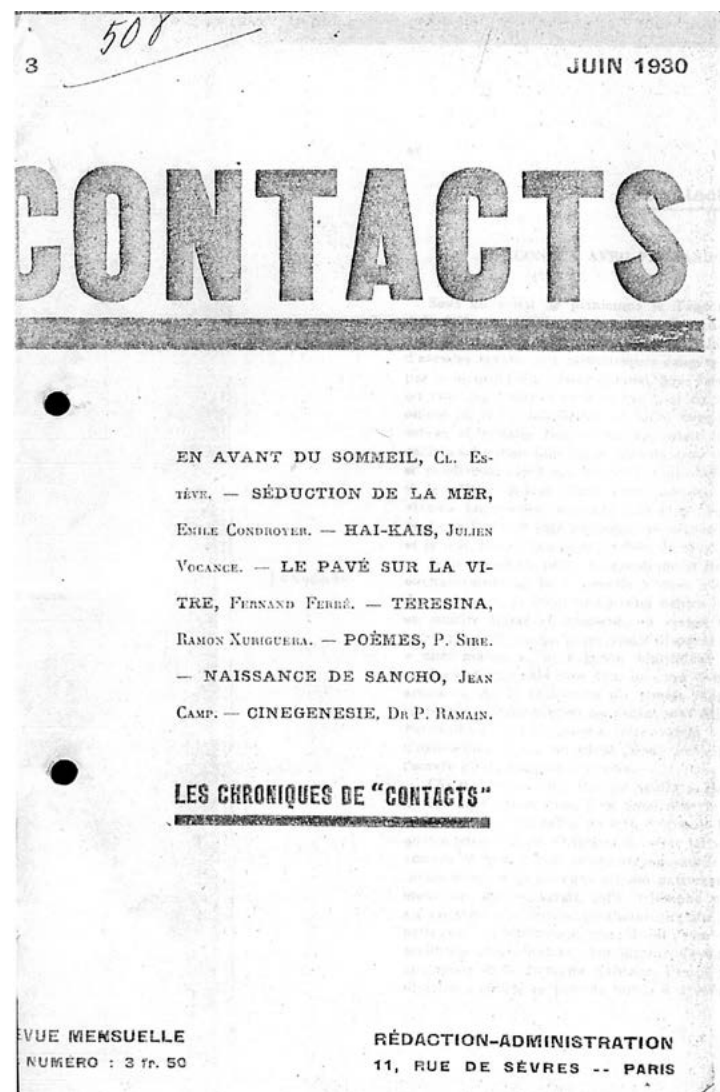 508
3 JUIN 1930
CONTACTS
EN AVANT DU SOMMEIL, Cl. Es-
tève. — SÉDUCTION DE LA MER,
Emile Condroyer. — HAI-KAIS, Julien
Vocance. — LE PAVÉ SUR LA VI-
TRE, Fernand Ferré. — TERESINA,
Ramon Xuriguera. — POÈMES, P. Sire.
— NAISSANCE DE SANCHO, Jean
Camp. — CINEGENESIE, Dr P. Ramain.
LES CHRONIQUES DE "CONTACTS"
EVUE MENSUELLE
NUMÉRO : 3 fr. 50
RÉDACTION-ADMINISTRATION
11, RUE DE SÈVRES -- PARIS